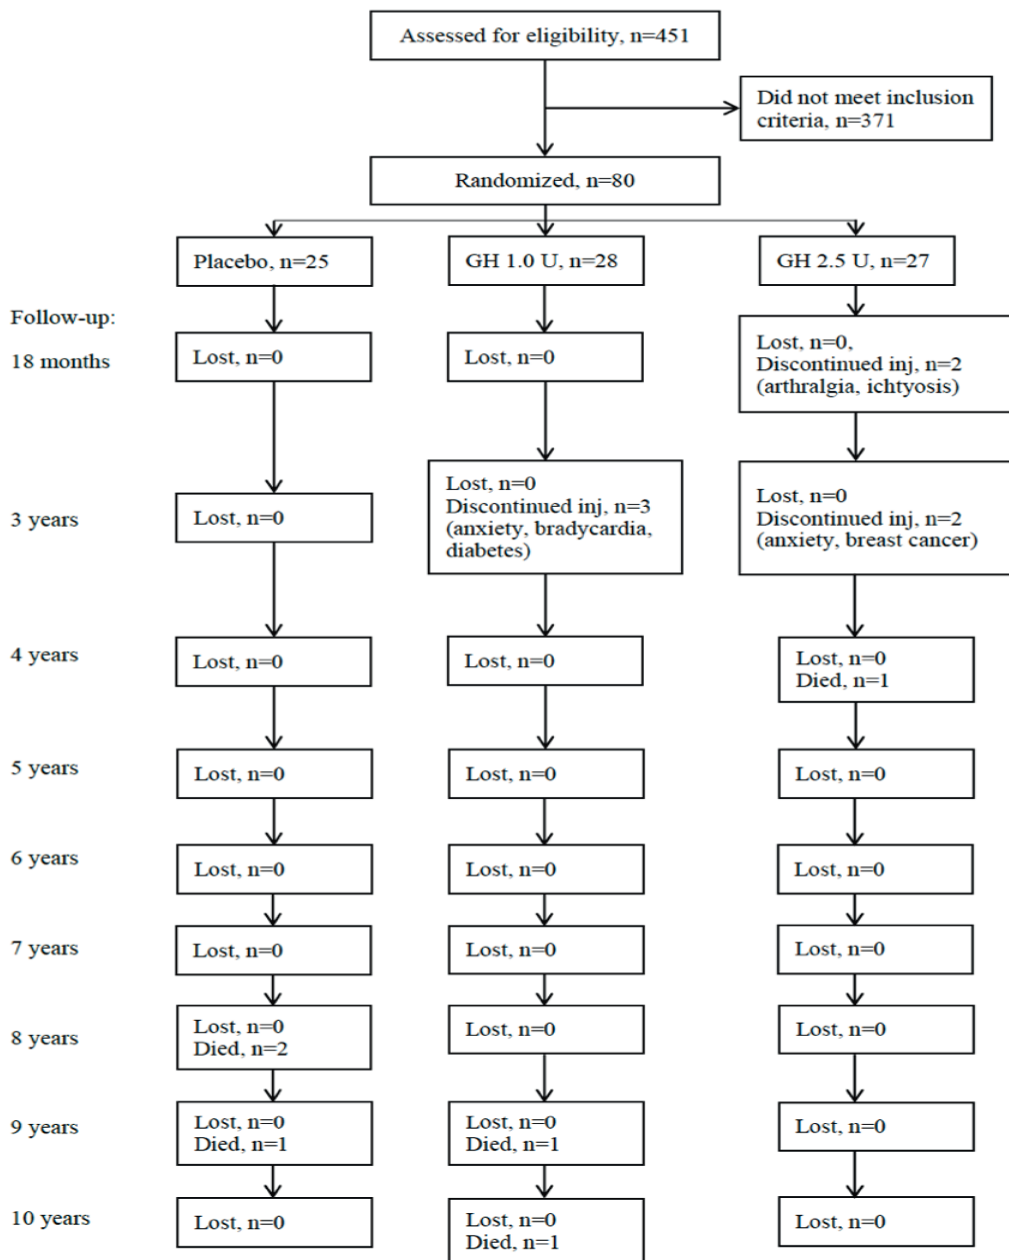 Assessed for eligibility, n=451
Did not meet inclusion
criteria, n=371
Randomized, n=80
Placebo, n=25
GH 1.0 U, n=28
GH 2.5 U, n=27
Follow-up:
18 months
Lost, n=0
Lost, n=0
Lost, n=0,
Discontinued inj, n=2
(arthralgia, ichtyosis)
3 years
Lost, n=0
Lost, n=0
Discontinued inj, n=3
(anxiety, bradycardia,
diabetes)
Lost, n=0
Discontinued inj, n=2
(anxiety, breast cancer)
4 years
Lost, n=0
Lost, n=0
Lost, n=0
Died, n=1
5 years
Lost, n=0
Lost, n=0
Lost, n=0
6 years
Lost, n=0
Lost, n=0
Lost, n=0
7 years
Lost, n=0
Lost, n=0
Lost, n=0
8 years
Lost, n=0
Died, n=2
Lost, n=0
Lost, n=0
9 years
Lost, n=0
Died, n=1
Lost, n=0
Died, n=1
Lost, n=0
10 years
Lost, n=0
Lost, n=0
Died, n=1
Lost, n=0